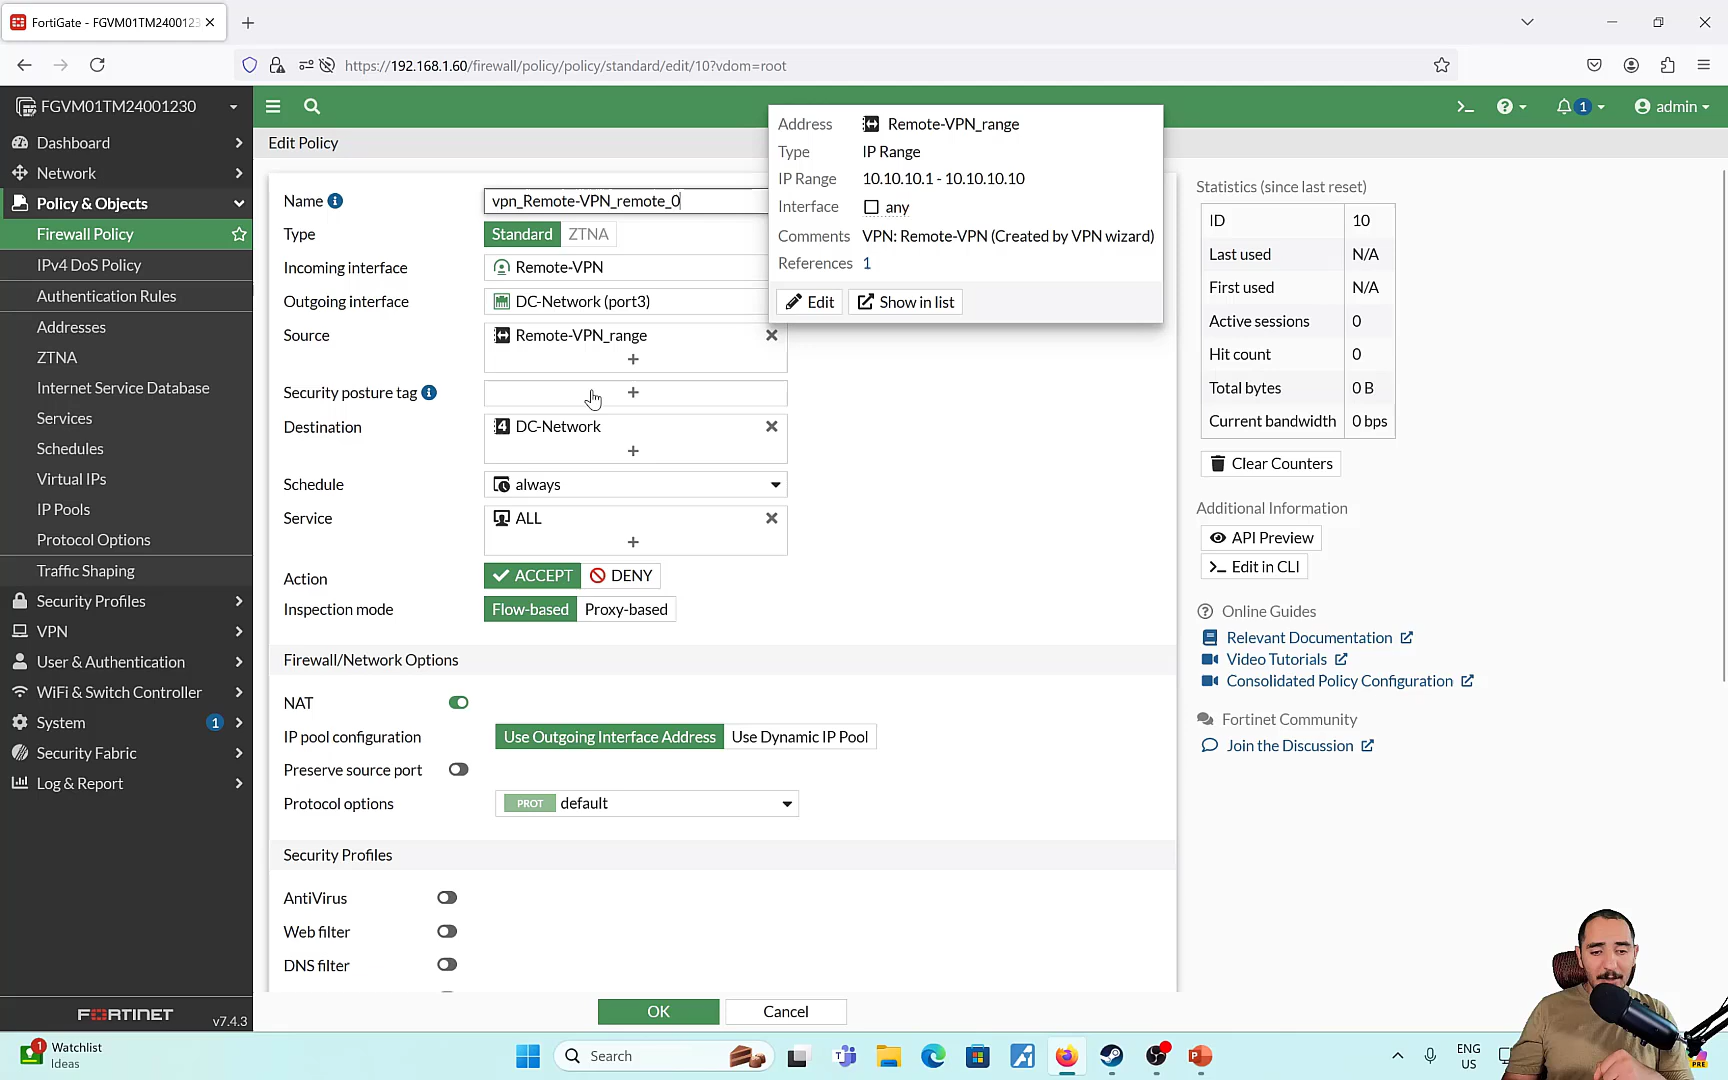 FortiGate - FGVM01TM2400123
https://192.168.1.60/firewall/policy/policy/standard/edit/10?vdom=root
FGVM01TM24001230
1
admin
Dashboard
Network
Policy & Objects
Firewall Policy
IPv4 DoS Policy
Authentication Rules
Addresses
ZTNA
Internet Service Database
Services
Schedules
Virtual IPs
IP Pools
Protocol Options
Traffic Shaping
Security Profiles
VPN
User & Authentication
WiFi & Switch Controller
System 1
Security Fabric
Log & Report
FORTINET
v7.4.3
Edit Policy
Name vpn_Remote-VPN_remote_0
Type Standard ZTNA
Incoming interface Remote-VPN
Outgoing interface DC-Network (port3)
Source Remote-VPN_range
+
Security posture tag +
Destination 4 DC-Network
+
Schedule always
Service ALL
+
Action ACCEPT DENY
Inspection mode Flow-based Proxy-based
Firewall/Network Options
NAT
IP pool configuration Use Outgoing Interface Address Use Dynamic IP Pool
Preserve source port
Protocol options PROT default
Security Profiles
AntiVirus
Web filter
DNS filter
OK Cancel
Address Remote-VPN_range
Type IP Range
IP Range 10.10.10.1 - 10.10.10.10
Interface any
Comments VPN: Remote-VPN (Created by VPN wizard)
References 1
Edit Show in list
Statistics (since last reset)
ID 10
Last used N/A
First used N/A
Active sessions 0
Hit count 0
Total bytes 0 B
Current bandwidth 0 bps
Clear Counters
Additional Information
API Preview
>_ Edit in CLI
Online Guides
Relevant Documentation
Video Tutorials
Consolidated Policy Configuration
Fortinet Community
Join the Discussion
1
Watchlist
Ideas
Search
ENG
US
PRE